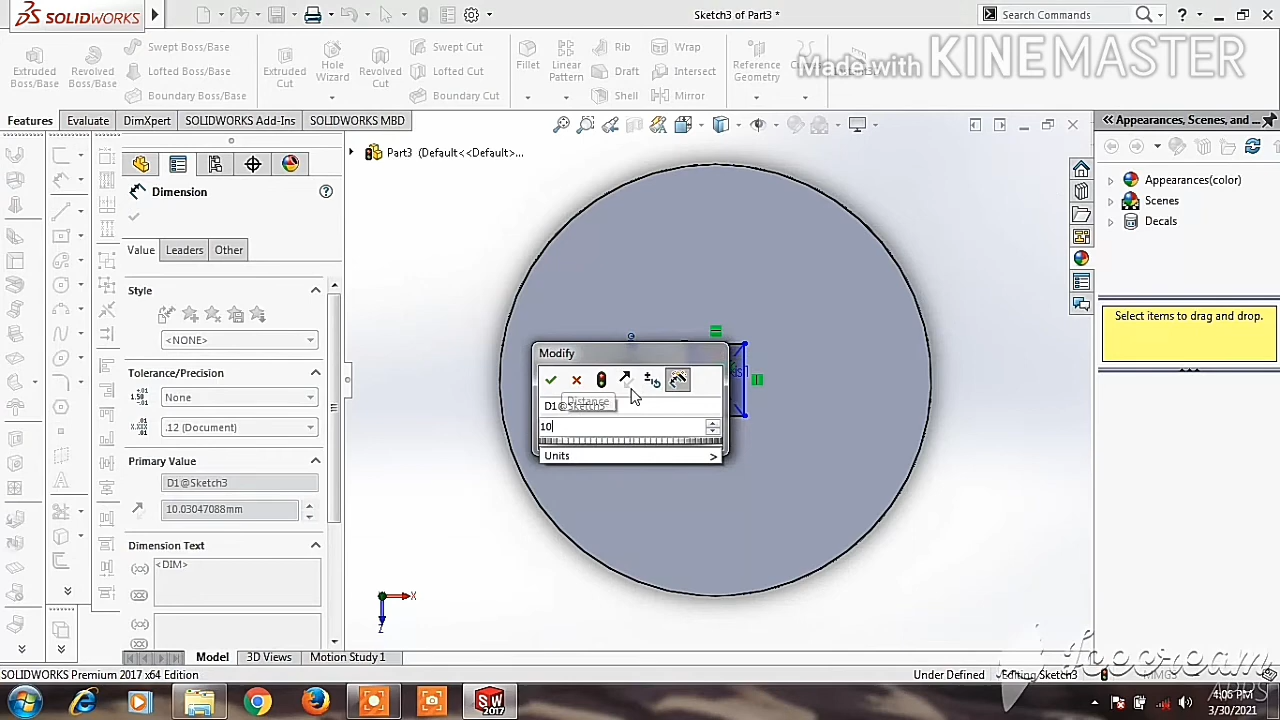 SOLIDWORKS
Sketch3 of Part3 *
Search Commands
Made with KINEMASTER
Extruded Boss/Base
Revolved Boss/Base
Swept Boss/Base
Lofted Boss/Base
Boundary Boss/Base
Extruded Cut
Hole Wizard
Revolved Cut
Swept Cut
Lofted Cut
Boundary Cut
Fillet
Linear Pattern
Rib
Draft
Shell
Wrap
Intersect
Mirror
Reference Geometry
Features
Evaluate
DimXpert
SOLIDWORKS Add-Ins
SOLIDWORKS MBD
Part3 (Default<<Default>...
Dimension
Value
Leaders
Other
Style
<NONE>
Tolerance/Precision
None
.12 (Document)
Primary Value
D1@Sketch3
10.03047088mm
Dimension Text
<DIM>
Modify
D1@Sketch3
Distance
10
Units
>
X
Z
Appearances, Scenes, and ...
Appearances(color)
Scenes
Decals
Select items to drag and drop.
Model
3D Views
Motion Study 1
SOLIDWORKS Premium 2017 x64 Edition
Under Defined
Editing Sketch3
4:06 PM
3/30/2021